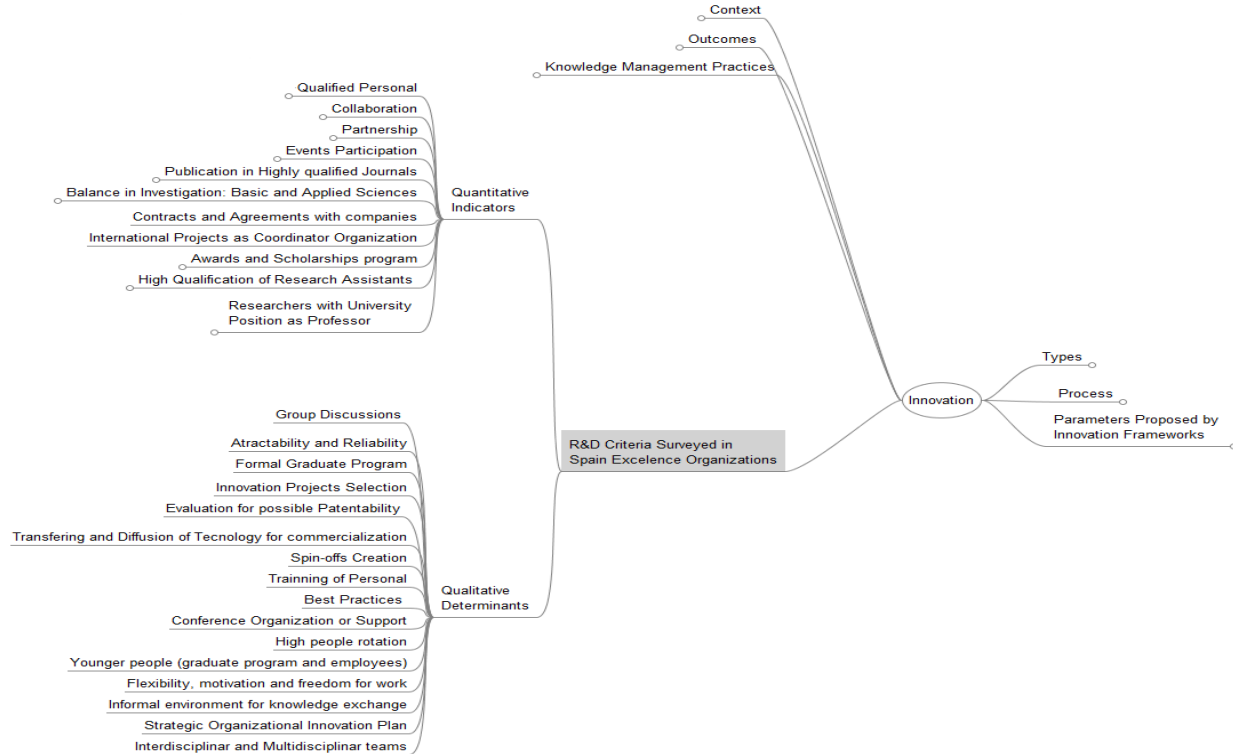 Context
Outcomes
Knowledge Management Practices
Qualified Personal
Collaboration
Partnership
Events Participation
Publication in Highly qualified Journals
Balance in Investigation: Basic and Applied Sciences
Contracts and Agreements with companies
International Projects as Coordinator Organization
Awards and Scholarships program
High Qualification of Research Assistants
Researchers with University
Position as Professor
Quantitative
Indicators
Group Discussions
Atractability and Reliability
Formal Graduate Program
Innovation Projects Selection
Evaluation for possible Patentability
Transfering and Diffusion of Tecnology for commercialization
Spin-offs Creation
Trainning of Personal
Best Practices
Conference Organization or Support
High people rotation
Younger people (graduate program and employees)
Flexibility, motivation and freedom for work
Informal environment for knowledge exchange
Strategic Organizational Innovation Plan
Interdisciplinar and Multidisciplinar teams
Qualitative
Determinants
R&D Criteria Surveyed in
Spain Excelence Organizations
Innovation
Types
Process
Parameters Proposed by
Innovation Frameworks